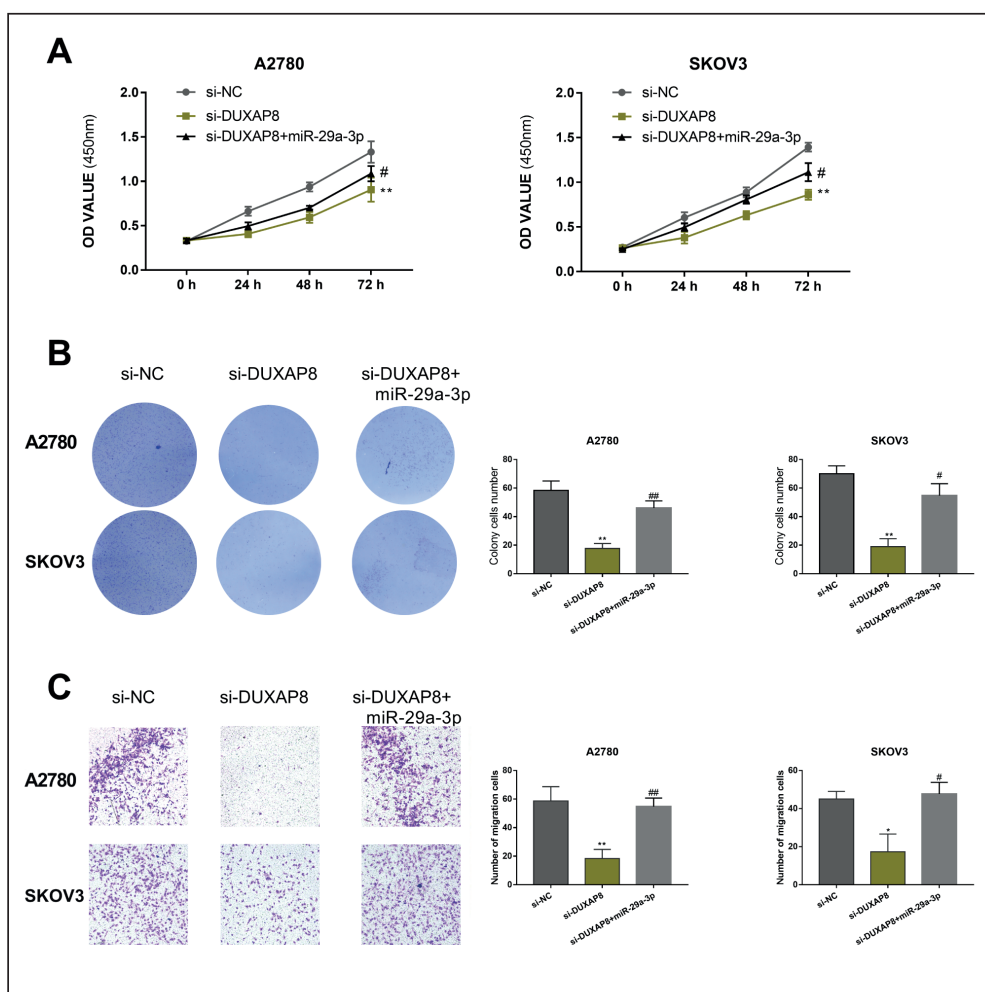 A
A2780
si-NC
si-DUXAP8
si-DUXAP8+miR-29a-3p
OD VALUE (450nm)
2.0
1.5
1.0
0.5
0.0
#
**
0 h 24 h 48 h 72 h
SKOV3
si-NC
si-DUXAP8
si-DUXAP8+miR-29a-3p
OD VALUE (450nm)
2.0
1.5
1.0
0.5
0.0
#
**
0 h 24 h 48 h 72 h
B
si-NC si-DUXAP8 si-DUXAP8+
miR-29a-3p
A2780
SKOV3
A2780
Colony cells number
80
60
40
20
0
**
##
si-NC
si-DUXAP8
si-DUXAP8+miR-29a-3p
SKOV3
Colony cells number
80
60
40
20
0
**
#
si-NC
si-DUXAP8
si-DUXAP8+miR-29a-3p
C
si-NC si-DUXAP8 si-DUXAP8+
miR-29a-3p
A2780
SKOV3
A2780
Number of migration cells
80
60
40
20
0
**
##
si-NC
si-DUXAP8
si-DUXAP8+miR-29a-3p
SKOV3
Number of migration cells
60
40
20
0
*
#
si-NC
si-DUXAP8
si-DUXAP8+miR-29a-3p